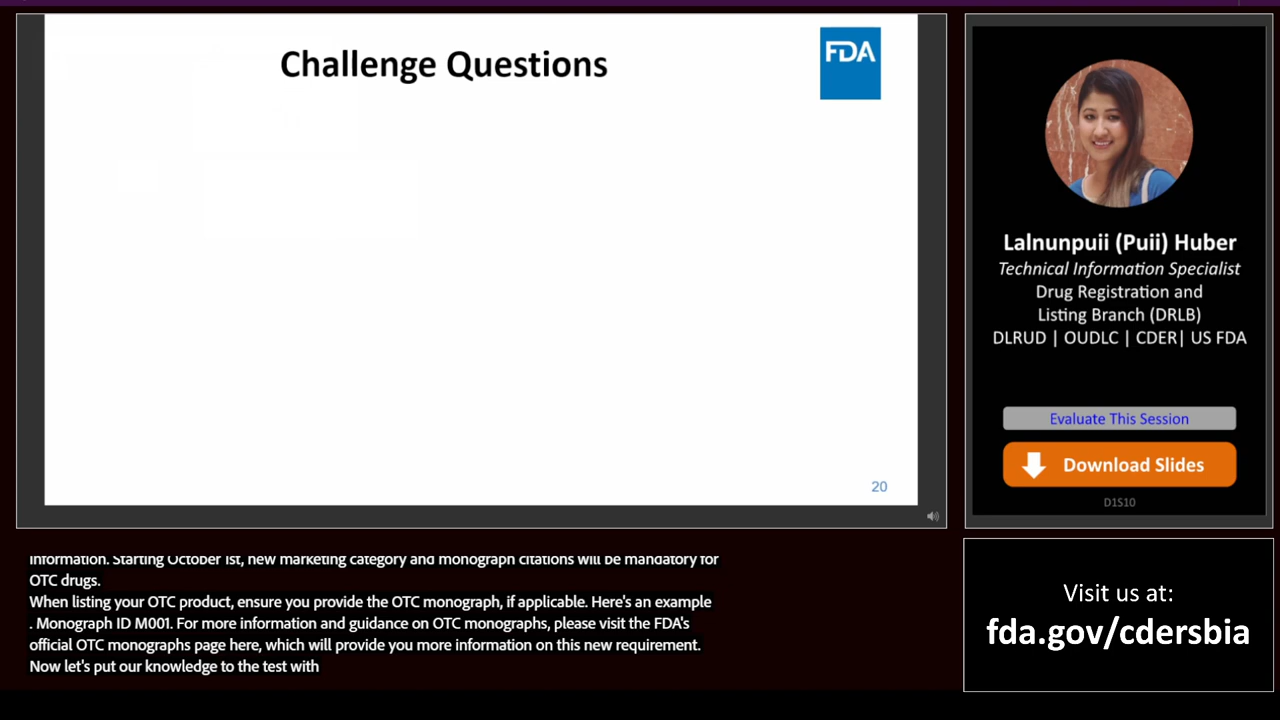 Challenge Questions
FDA
20
Lalnunpuii (Puii) Huber
Technical Information Specialist
Drug Registration and
Listing Branch (DRLB)
DLRUD | OUDLC | CDER| US FDA
Evaluate This Session
Download Slides
D1S10
information. Starting October 1st, new marketing category and monograph citations will be mandatory for
OTC drugs.
When listing your OTC product, ensure you provide the OTC monograph, if applicable. Here's an example
. Monograph ID M001. For more information and guidance on OTC monographs, please visit the FDA's
official OTC monographs page here, which will provide you more information on this new requirement.
Now let's put our knowledge to the test with
Visit us at:
fda.gov/cdersbia